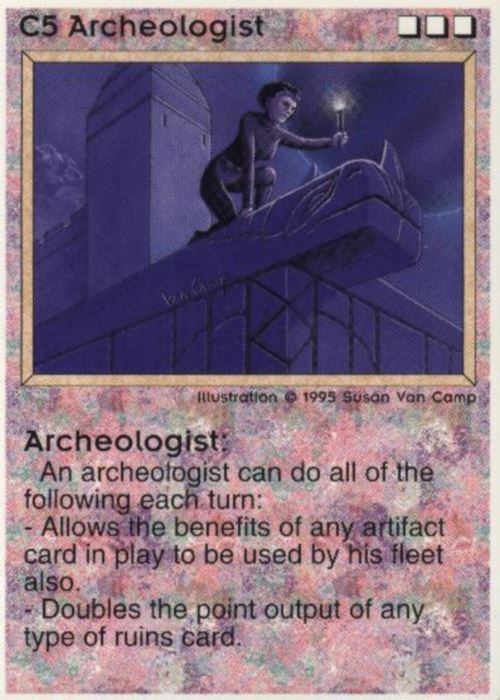 C5 Archeologist
Illustration © 1995 Susan Van Camp
Archeologist:
An archeologist can do all of the
following each turn:
- Allows the benefits of any artifact
card in play to be used by his fleet
also.
- Doubles the point output of any
type of ruins card.